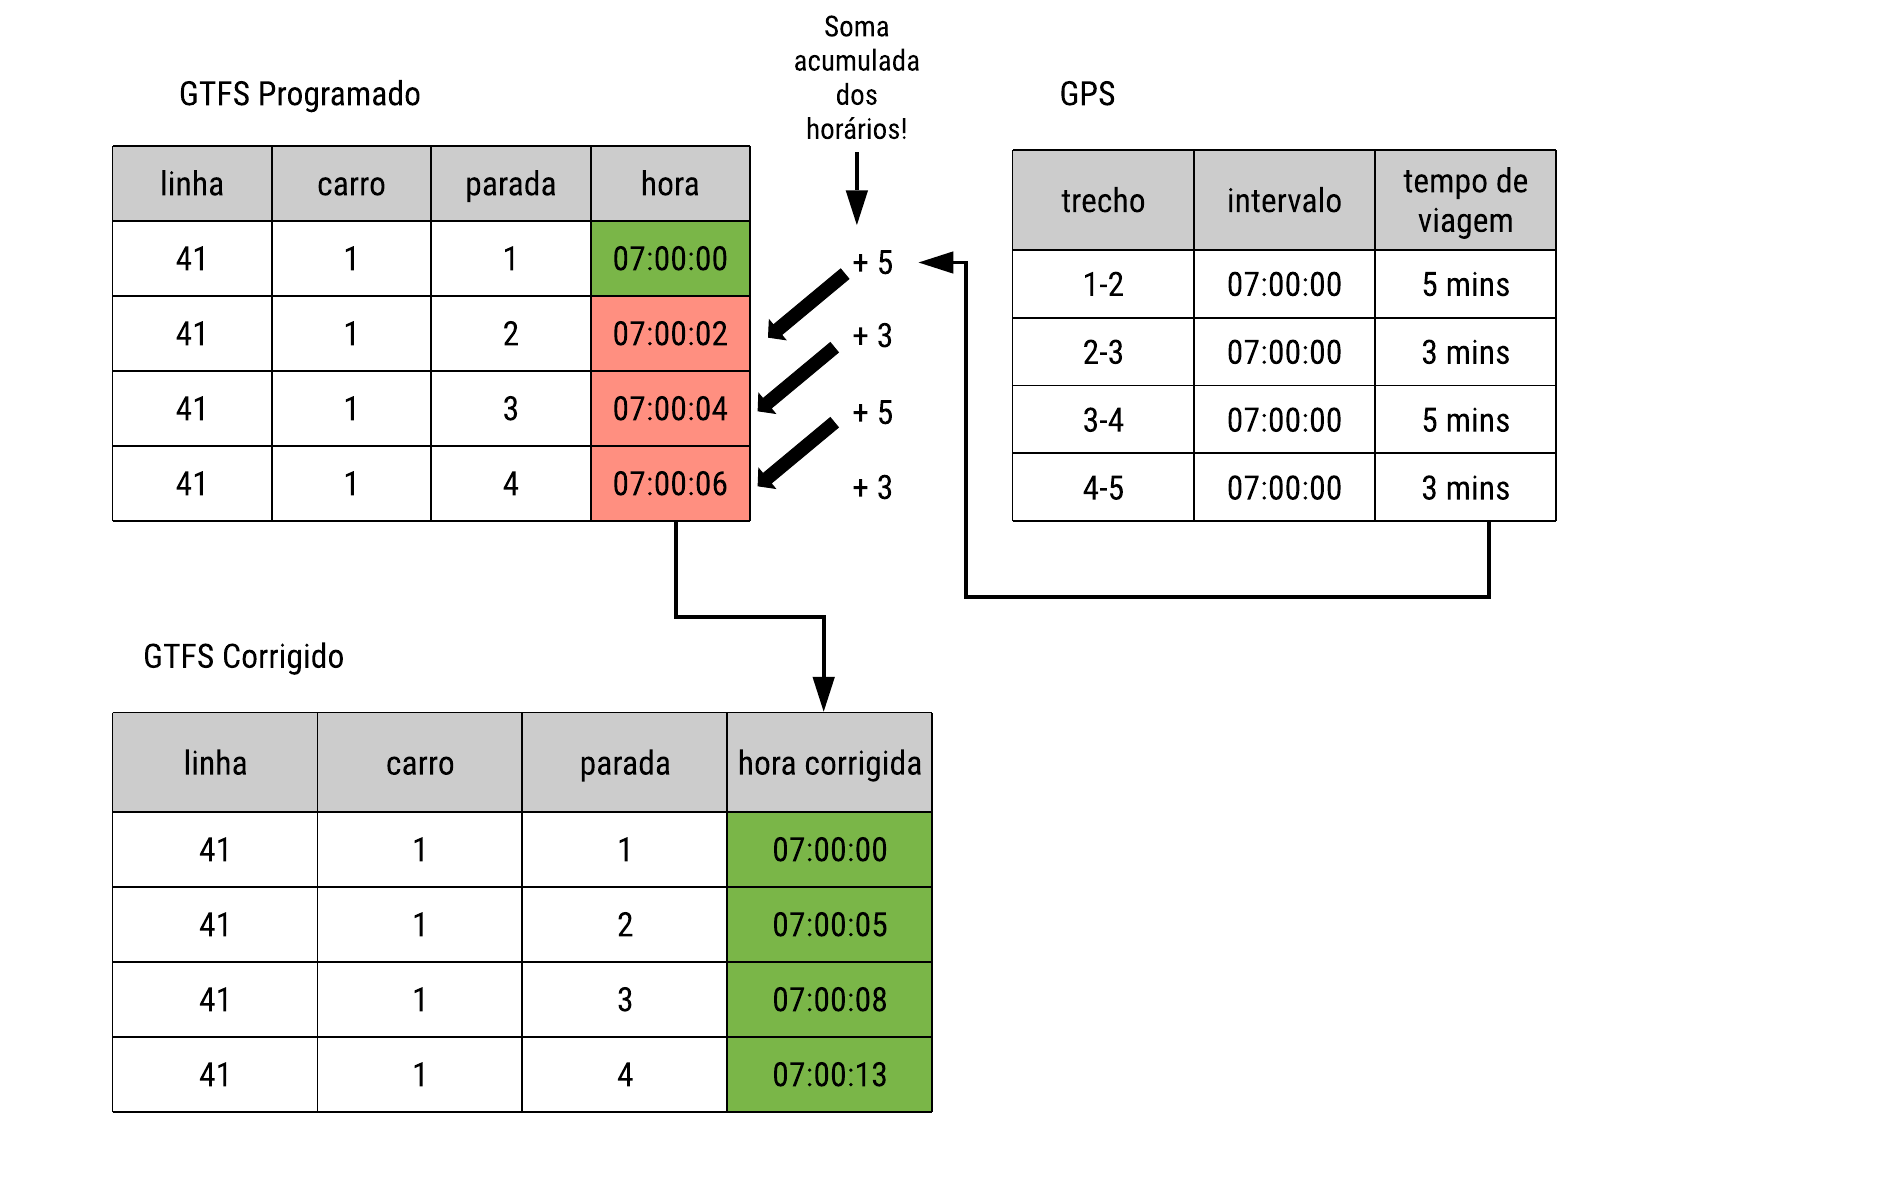 Soma
acumulada
dos
horários!
GTFS Programado
linha carro parada hora
41 1 1 07:00:00
41 1 2 07:00:02
41 1 3 07:00:04
41 1 4 07:00:06
+ 5
+ 3
+ 5
+ 3
GPS
trecho intervalo tempo de
viagem
1-2 07:00:00 5 mins
2-3 07:00:00 3 mins
3-4 07:00:00 5 mins
4-5 07:00:00 3 mins
GTFS Corrigido
linha carro parada hora corrigida
41 1 1 07:00:00
41 1 2 07:00:05
41 1 3 07:00:08
41 1 4 07:00:13